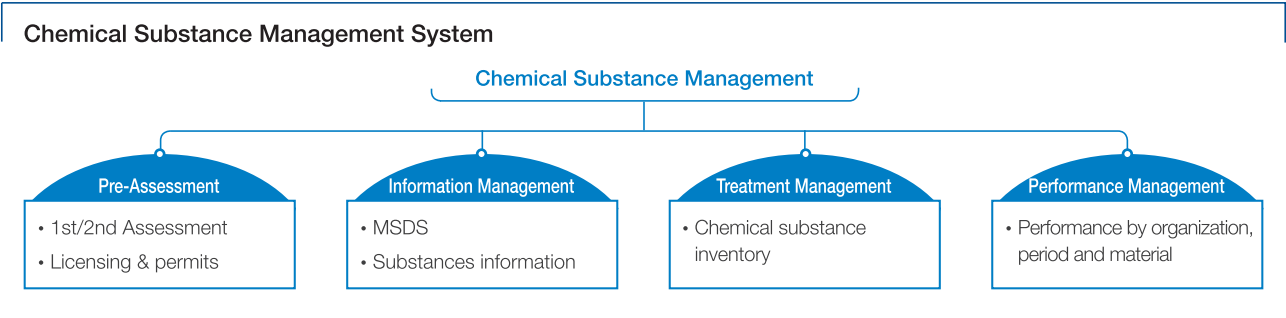 Chemical Substance Management System
Chemical Substance Management
Pre-Assessment
• 1st/2nd Assessment
• Licensing & permits
Information Management
• MSDS
• Substances information
Treatment Management
• Chemical substance
inventory
Performance Management
• Performance by organization,
period and material